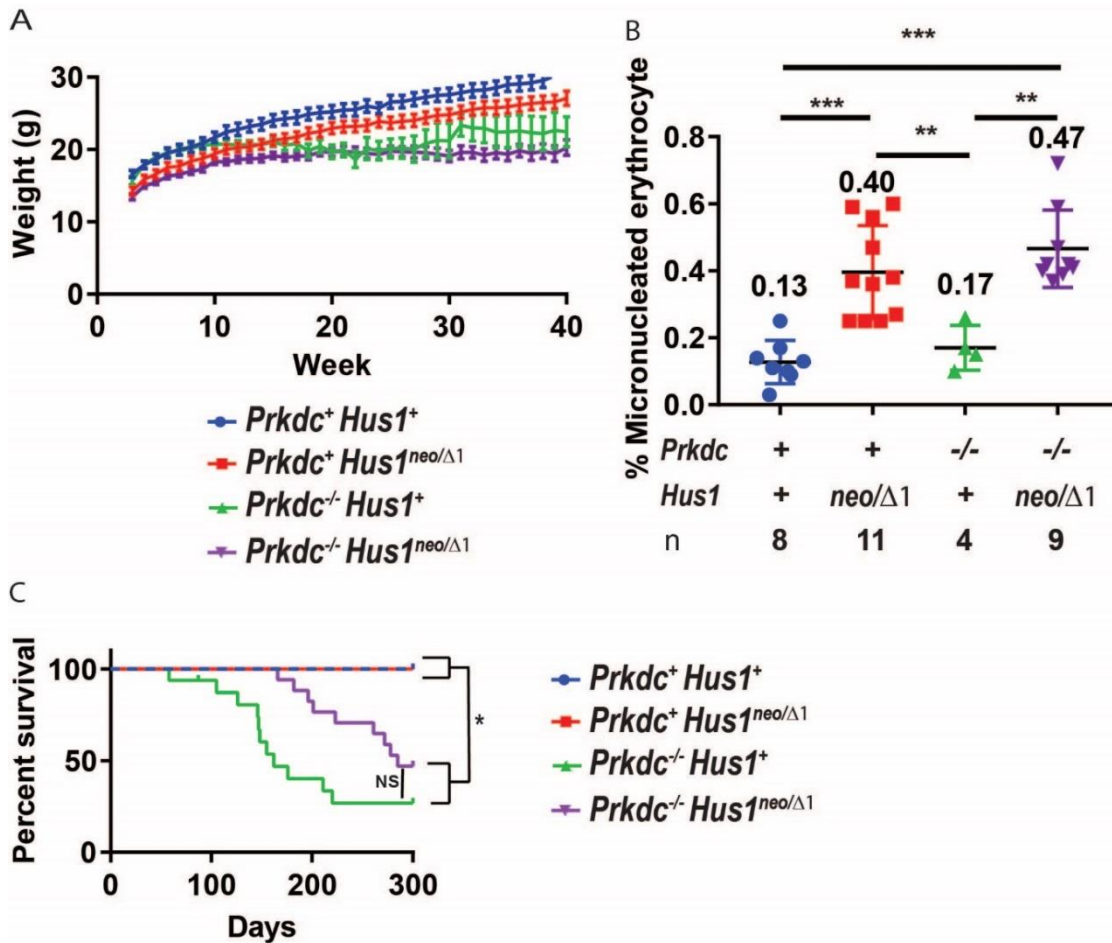 A
Weight (g)
30
20
10
0
0 10 20 30 40
Week
Prkdc⁺ Hus1⁺
Prkdc⁺ Hus1ⁿᵉᵒ/Δ¹
Prkdc⁻/⁻ Hus1⁺
Prkdc⁻/⁻ Hus1ⁿᵉᵒ/Δ¹
B
***
*** **
**
% Micronucleated erythrocyte
0.8
0.6
0.4
0.2
0.0
0.13 0.40 0.17 0.47
Prkdc + + -/- -/-
Hus1 + neo/Δ1 + neo/Δ1
n 8 11 4 9
C
Percent survival
100
50
0
0 100 200 300
Days
*
NS
Prkdc⁺ Hus1⁺
Prkdc⁺ Hus1ⁿᵉᵒ/Δ¹
Prkdc⁻/⁻ Hus1⁺
Prkdc⁻/⁻ Hus1ⁿᵉᵒ/Δ¹